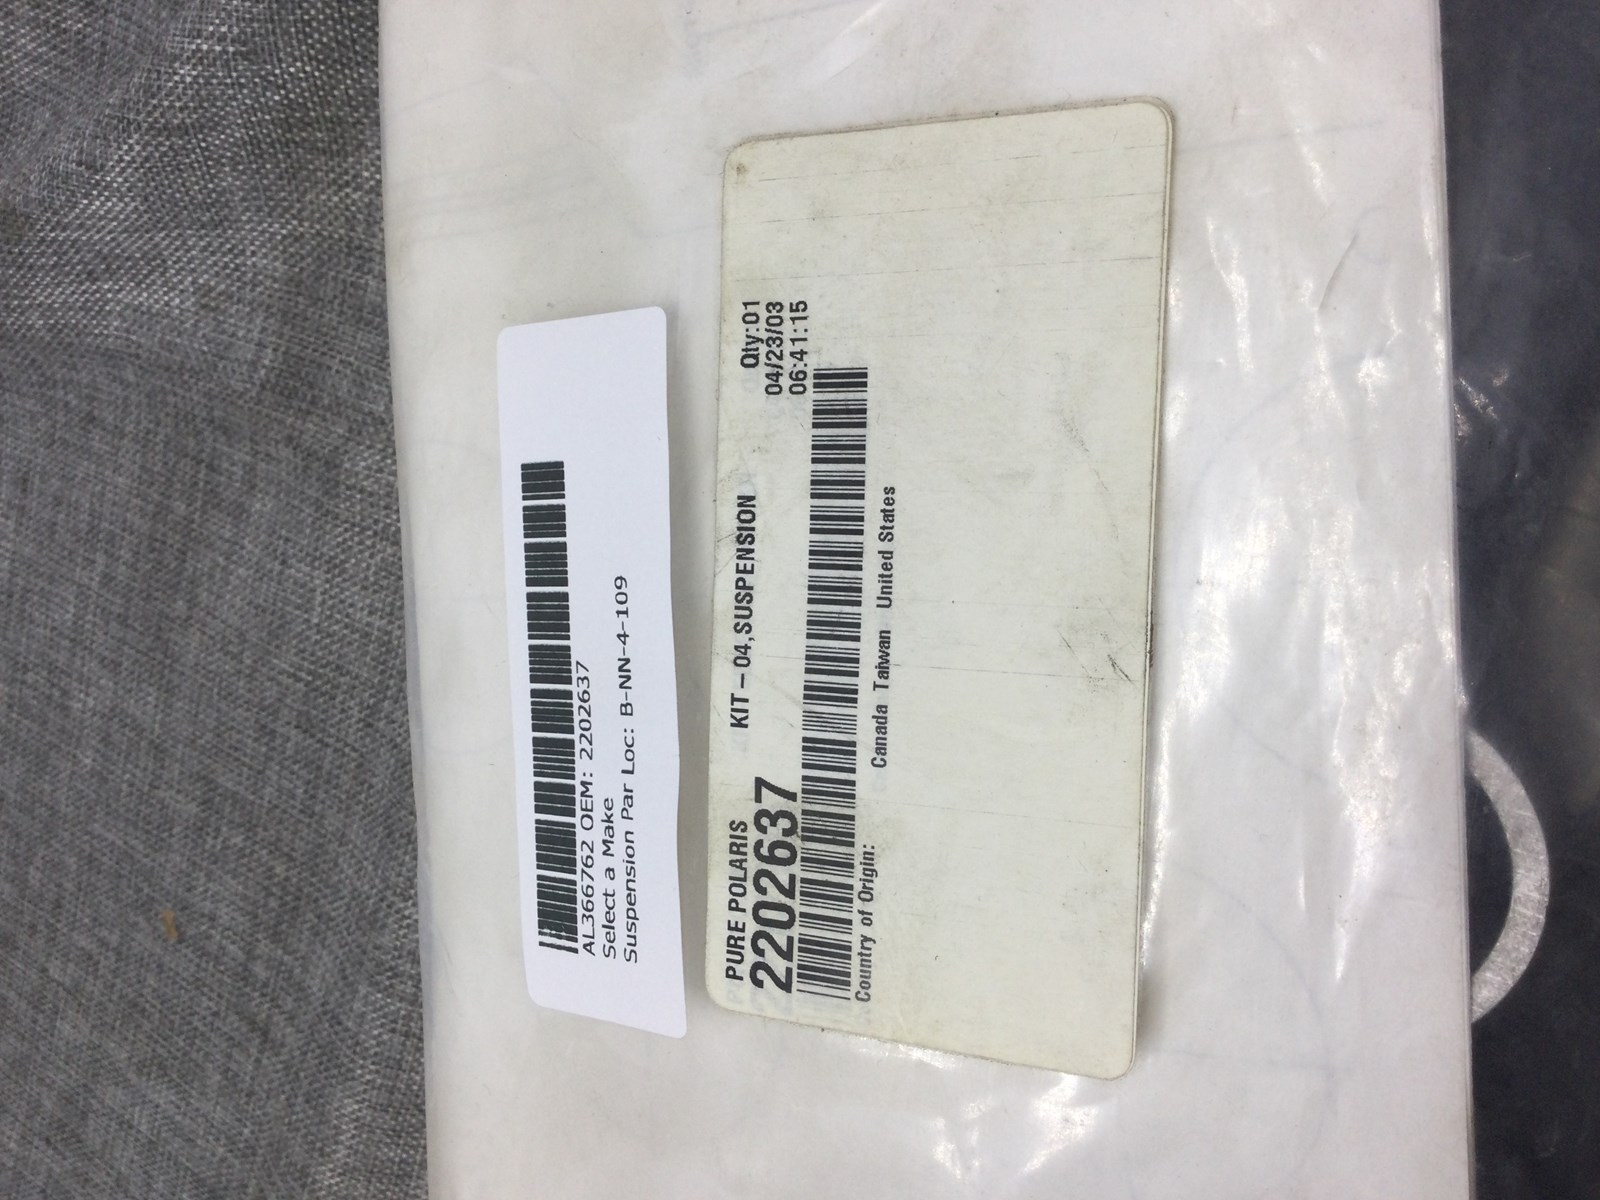 AL3666762 OEM: 2202637
Select a Make
Suspension Par Loc: B-NN-4-109
PURE POLARIS KIT - 04,SUSPENSION Qty:01
2202637 04/23/03
06:41:15
Country of Origin: Canada Taiwan United States